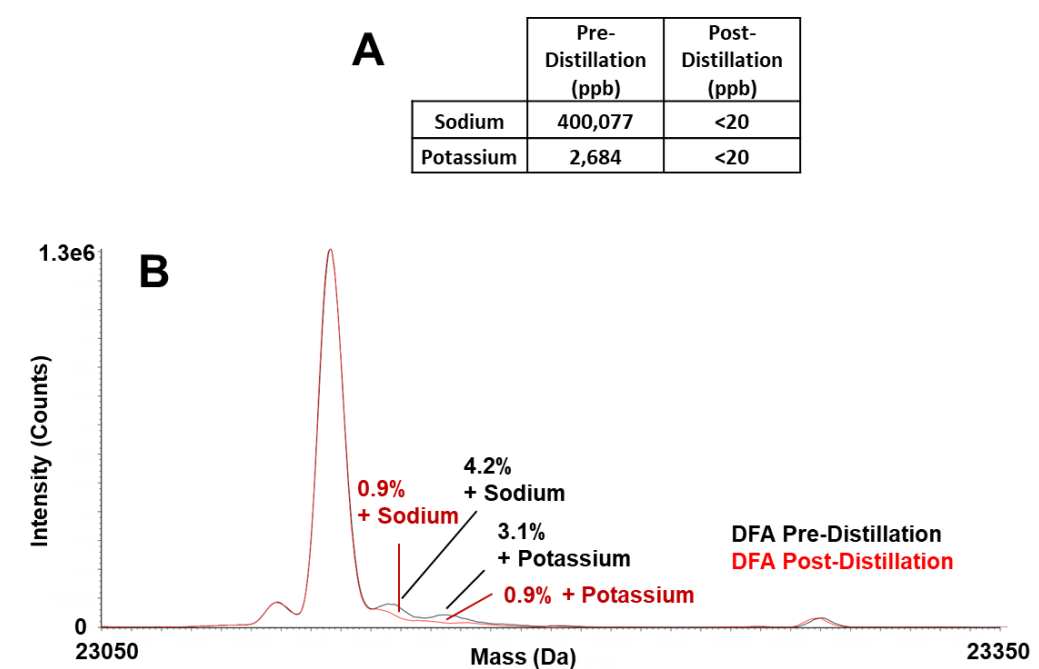 A
Pre-
Distillation
(ppb)
Post-
Distillation
(ppb)
Sodium 400,077 <20
Potassium 2,684 <20
B
1.3e6
Intensity (Counts)
0
4.2%
+ Sodium
0.9%
+ Sodium
3.1%
+ Potassium
0.9% + Potassium
DFA Pre-Distillation
DFA Post-Distillation
23050
Mass (Da)
23350